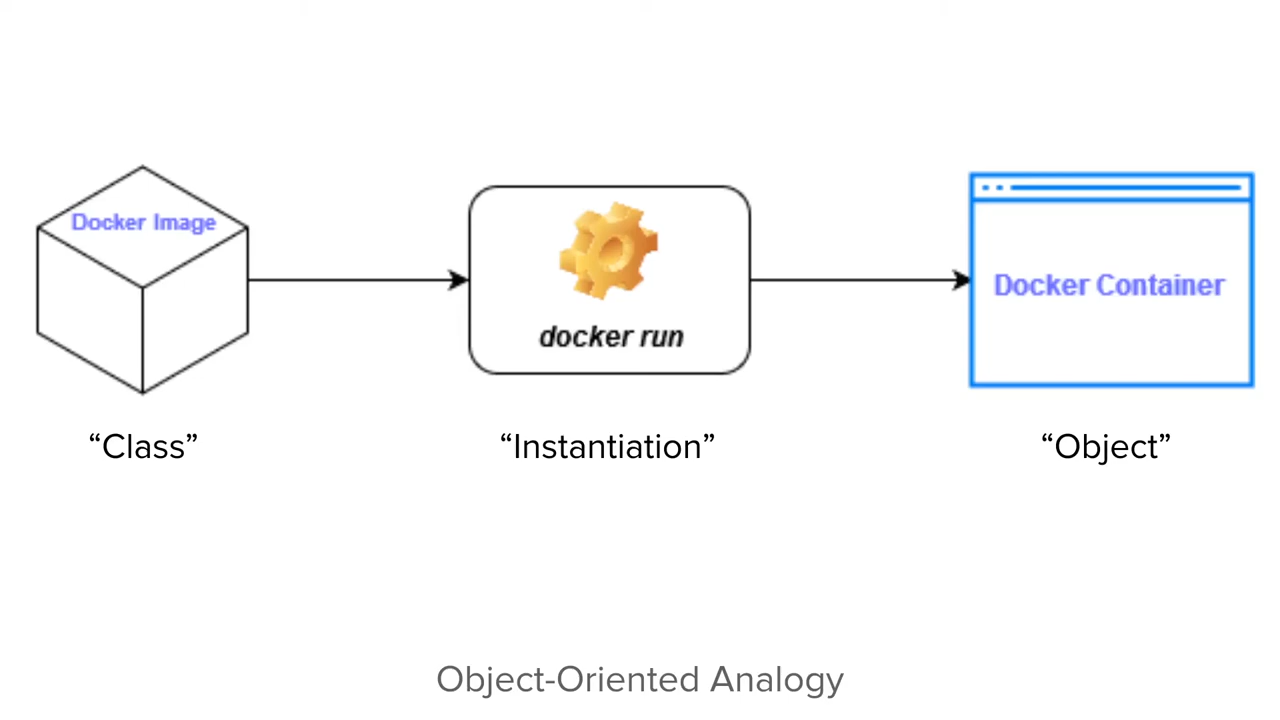 Docker Image
docker run
Docker Container
“Class”
“Instantiation”
“Object”
Object-Oriented Analogy